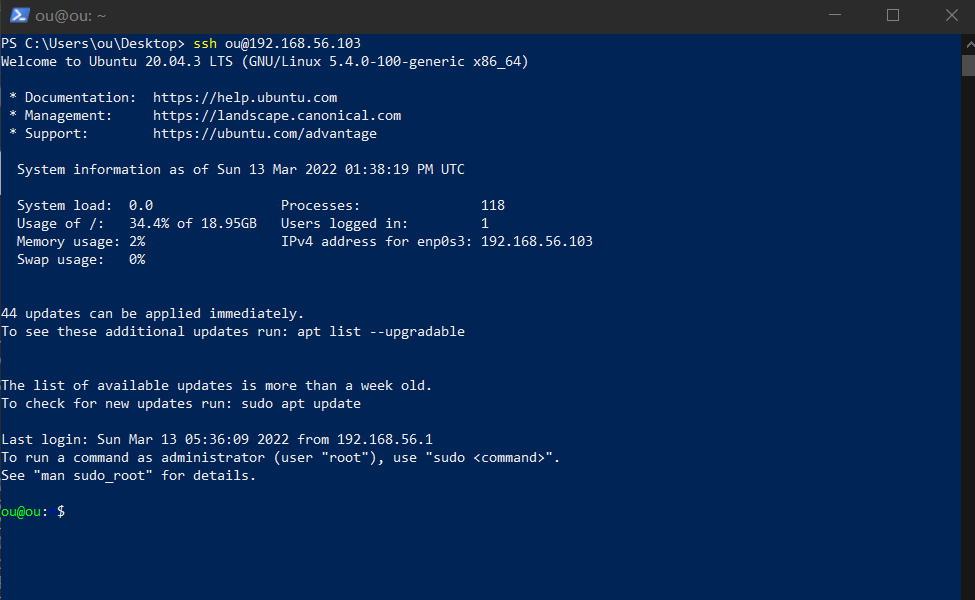 ou@ou: ~
PS C:\Users\ou\Desktop> ssh ou@192.168.56.103
Welcome to Ubuntu 20.04.3 LTS (GNU/Linux 5.4.0-100-generic x86_64)
* Documentation: https://help.ubuntu.com
* Management: https://landscape.canonical.com
* Support: https://ubuntu.com/advantage
System information as of Sun 13 Mar 2022 01:38:19 PM UTC
System load: 0.0 Processes: 118
Usage of /: 34.4% of 18.95GB Users logged in: 1
Memory usage: 2% IPv4 address for enp0s3: 192.168.56.103
Swap usage: 0%
44 updates can be applied immediately.
To see these additional updates run: apt list --upgradable
The list of available updates is more than a week old.
To check for new updates run: sudo apt update
Last login: Sun Mar 13 05:36:09 2022 from 192.168.56.1
To run a command as administrator (user "root"), use "sudo <command>".
See "man sudo_root" for details.
ou@ou: $